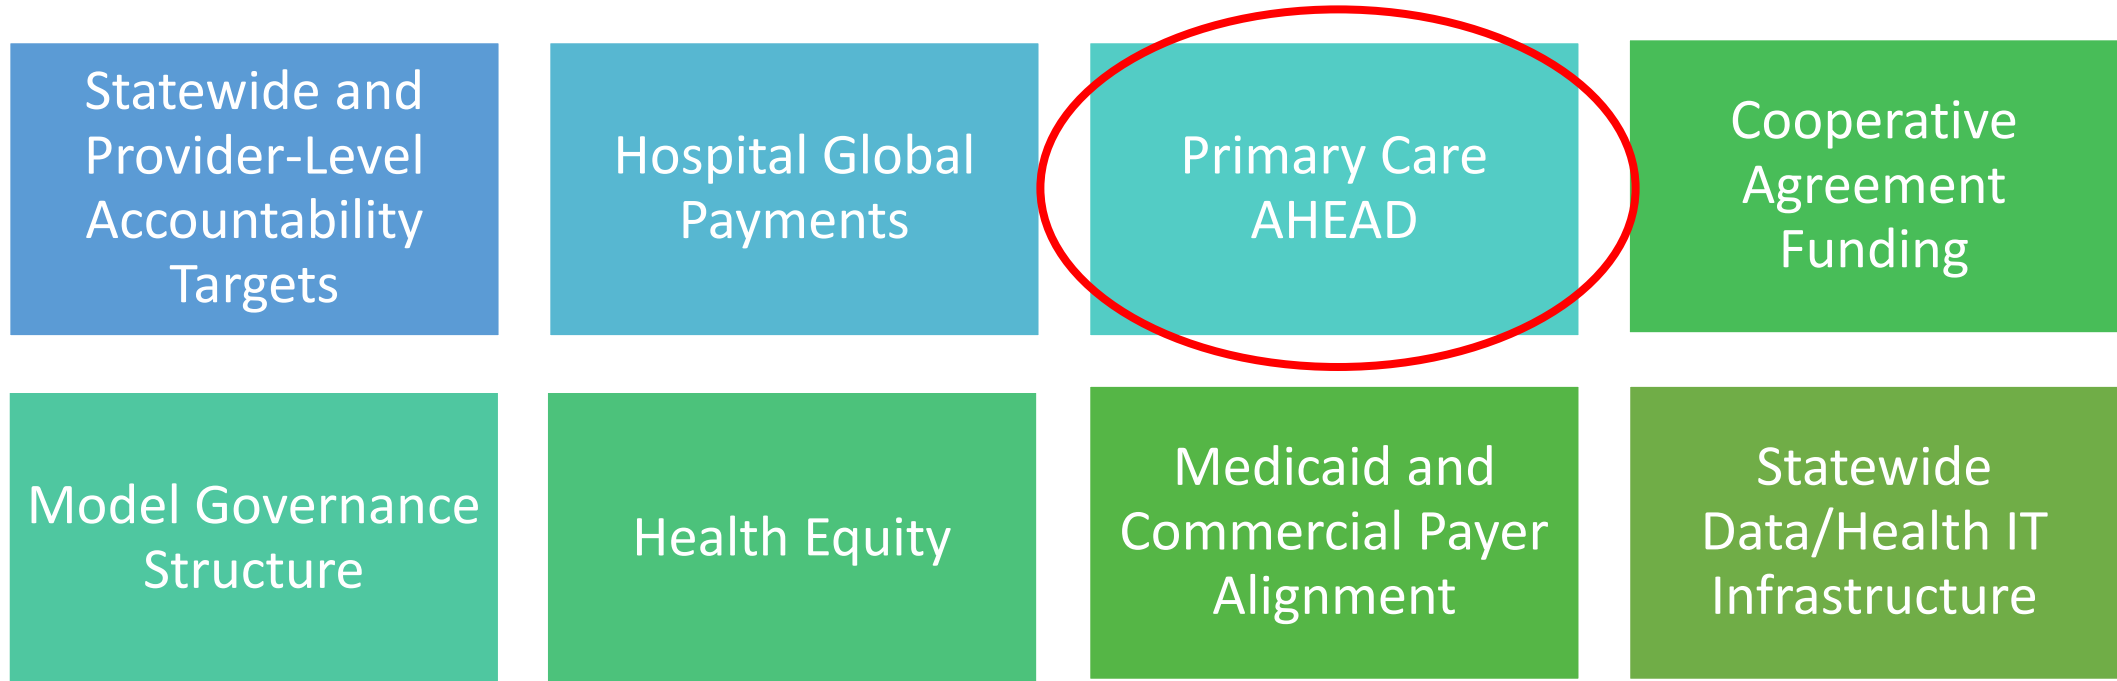 Statewide and
Provider-Level
Accountability
Targets
Hospital Global
Payments
Primary Care
AHEAD
Cooperative
Agreement
Funding
Model Governance
Structure
Health Equity
Medicaid and
Commercial Payer
Alignment
Statewide
Data/Health IT
Infrastructure